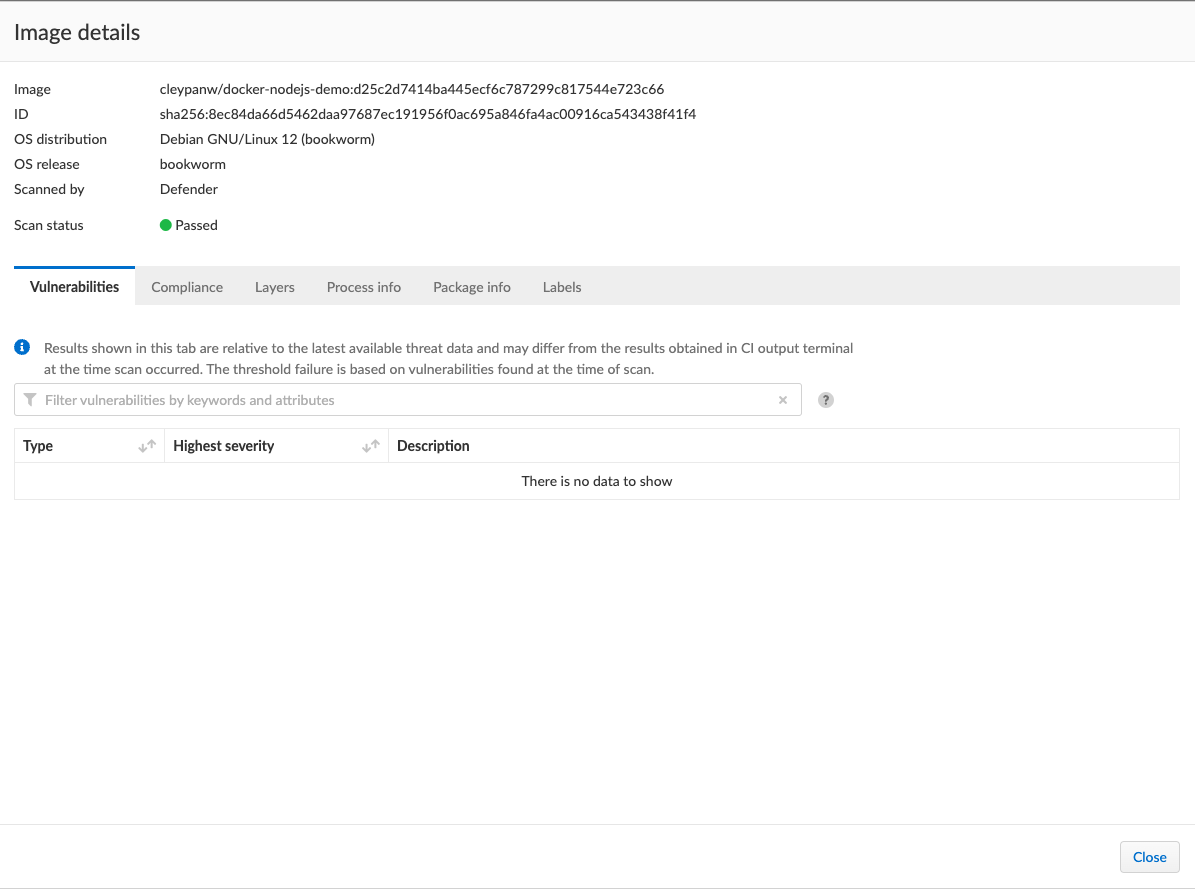 Image details
Image cleypanw/docker-nodejs-demo:d25c2d7414ba445ecf6c787299c817544e723c66
ID sha256:8ec84da66d5462daa97687ec191956f0ac695a846fa4ac00916ca543438f41f4
OS distribution Debian GNU/Linux 12 (bookworm)
OS release bookworm
Scanned by Defender
Scan status Passed
Vulnerabilities Compliance Layers Process info Package info Labels
Results shown in this tab are relative to the latest available threat data and may differ from the results obtained in CI output terminal
at the time scan occurred. The threshold failure is based on vulnerabilities found at the time of scan.
Filter vulnerabilities by keywords and attributes
Type Highest severity Description
There is no data to show
Close